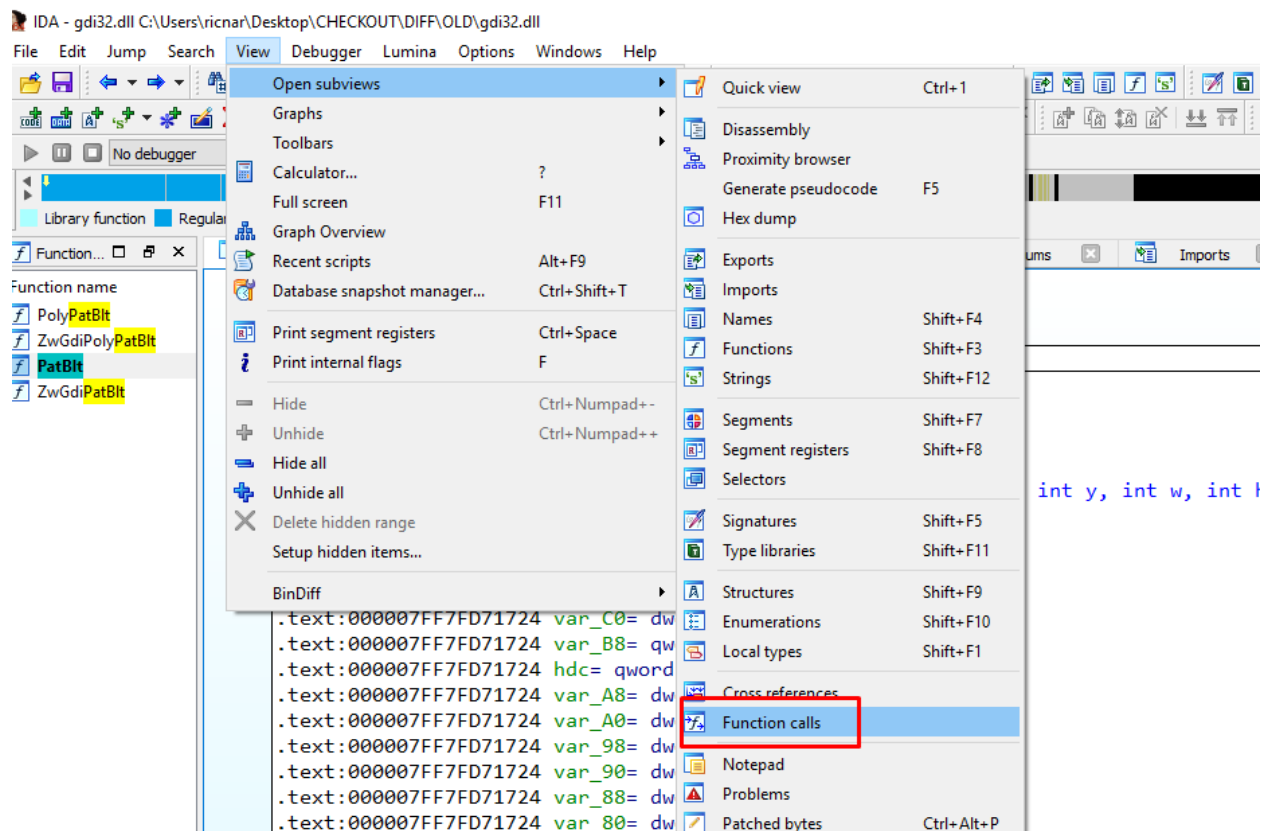 IDA - gdi32.dll C:\Users\ricnar\Desktop\CHECKOUT\DIFF\OLD\gdi32.dll
File Edit Jump Search View Debugger Lumina Options Windows Help
No debugger
Library function Regular
Function...
Function name
PolyPatBlt
ZwGdiPolyPatBlt
PatBlt
ZwGdiPatBlt
Open subviews
Graphs
Toolbars
Calculator... ?
Full screen F11
Graph Overview
Recent scripts Alt+F9
Database snapshot manager... Ctrl+Shift+T
Print segment registers Ctrl+Space
Print internal flags F
Hide Ctrl+Numpad+-
Unhide Ctrl+Numpad++
Hide all
Unhide all
Delete hidden range
Setup hidden items...
BinDiff
Quick view Ctrl+1
Disassembly
Proximity browser
Generate pseudocode F5
Hex dump
Exports
Imports
Names Shift+F4
Functions Shift+F3
Strings Shift+F12
Segments Shift+F7
Segment registers Shift+F8
Selectors
Signatures Shift+F5
Type libraries Shift+F11
Structures Shift+F9
Enumerations Shift+F10
Local types Shift+F1
Cross references
Function calls
Notepad
Problems
Patched bytes Ctrl+Alt+P
ums Imports
int y, int w, int h
.text:000007FF7FD71724 var_C0= dw
.text:000007FF7FD71724 var_B8= qw
.text:000007FF7FD71724 hdc= qword
.text:000007FF7FD71724 var_A8= dw
.text:000007FF7FD71724 var_A0= dw
.text:000007FF7FD71724 var_98= dw
.text:000007FF7FD71724 var_90= dw
.text:000007FF7FD71724 var_88= dw
.text:000007FF7FD71724 var_80= dw